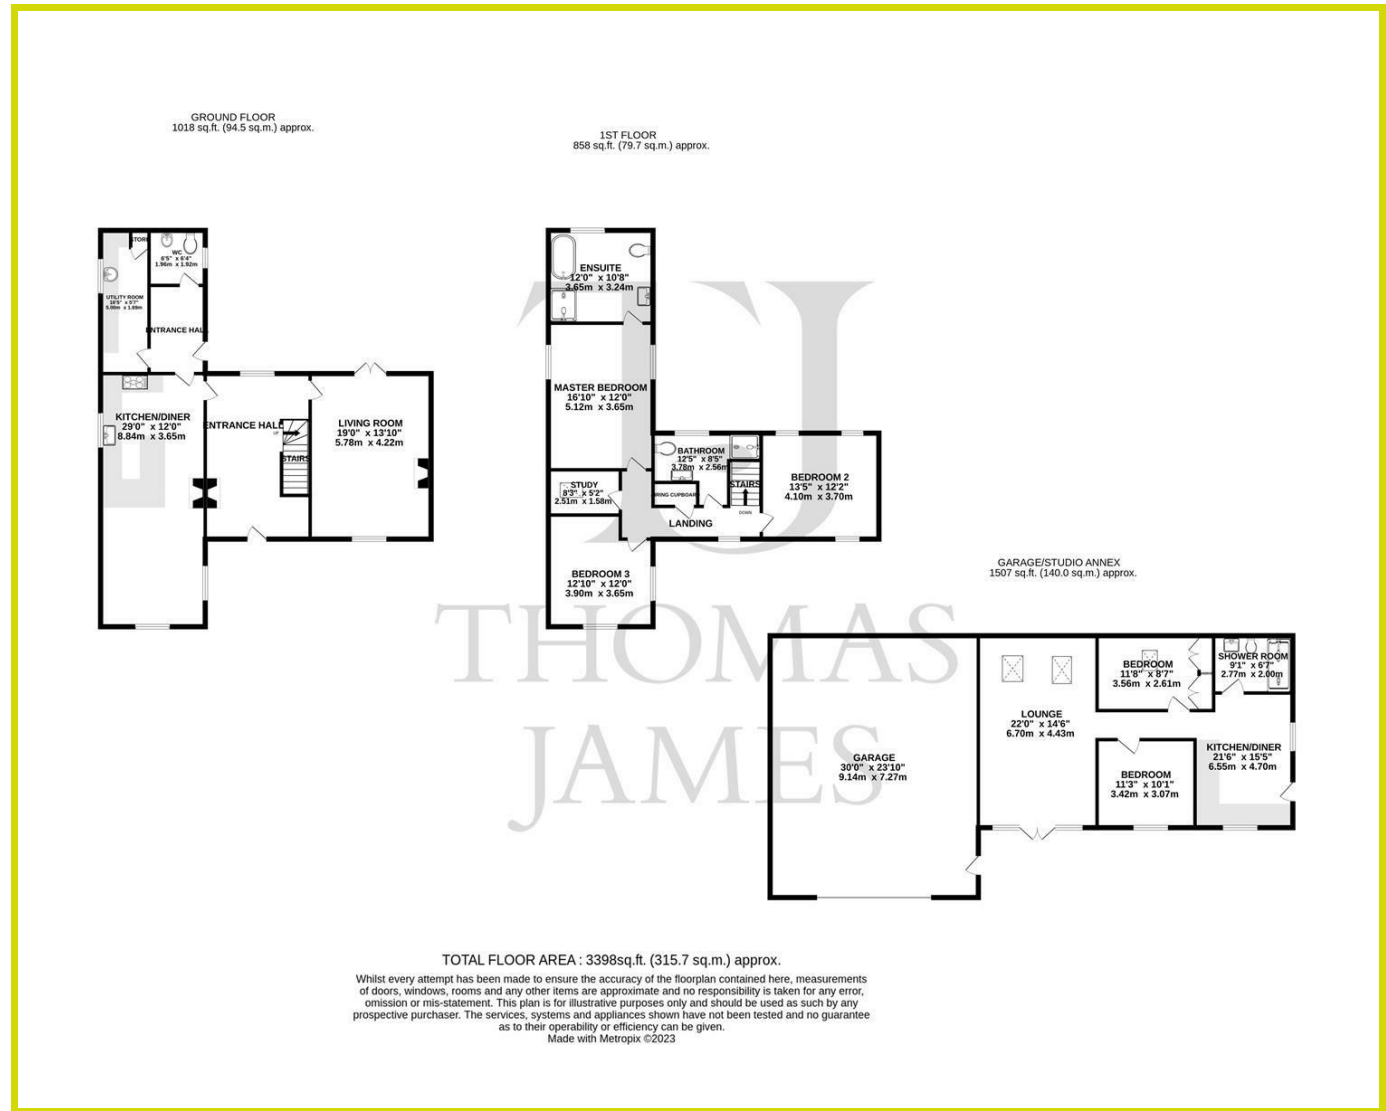 GROUND FLOOR
1018 sq.ft. (94.5 sq.m.) approx.
STORE
WC
6'5" x 6'4"
1.96m x 1.92m
UTILITY ROOM
16'5" x 5'7"
5.00m x 1.69m
ENTRANCE HALL
KITCHEN/DINER
29'0" x 12'0"
8.84m x 3.65m
ENTRANCE HALL
UP
STAIRS
LIVING ROOM
19'0" x 13'10"
5.78m x 4.22m
1ST FLOOR
858 sq.ft. (79.7 sq.m.) approx.
ENSUITE
12'0" x 10'8"
3.65m x 3.24m
MASTER BEDROOM
16'10" x 12'0"
5.12m x 3.65m
BATHROOM
12'5" x 8'5"
3.78m x 2.56m
STUDY
8'3" x 5'2"
2.51m x 1.58m
AIRING CUPBOARD
STAIRS
DOWN
LANDING
BEDROOM 2
13'5" x 12'2"
4.10m x 3.70m
BEDROOM 3
12'10" x 12'0"
3.90m x 3.65m
TJ
THOMAS
JAMES
GARAGE/STUDIO ANNEX
1507 sq.ft. (140.0 sq.m.) approx.
GARAGE
30'0" x 23'10"
9.14m x 7.27m
LOUNGE
22'0" x 14'6"
6.70m x 4.43m
BEDROOM
11'8" x 8'7"
3.56m x 2.61m
SHOWER ROOM
9'1" x 6'7"
2.77m x 2.00m
BEDROOM
11'3" x 10'1"
3.42m x 3.07m
KITCHEN/DINER
21'6" x 15'5"
6.55m x 4.70m
TOTAL FLOOR AREA : 3398sq.ft. (315.7 sq.m.) approx.
Whilst every attempt has been made to ensure the accuracy of the floorplan contained here, measurements
of doors, windows, rooms and any other items are approximate and no responsibility is taken for any error,
omission or mis-statement. This plan is for illustrative purposes only and should be used as such by any
prospective purchaser. The services, systems and appliances shown have not been tested and no guarantee
as to their operability or efficiency can be given.
Made with Metropix ©2023